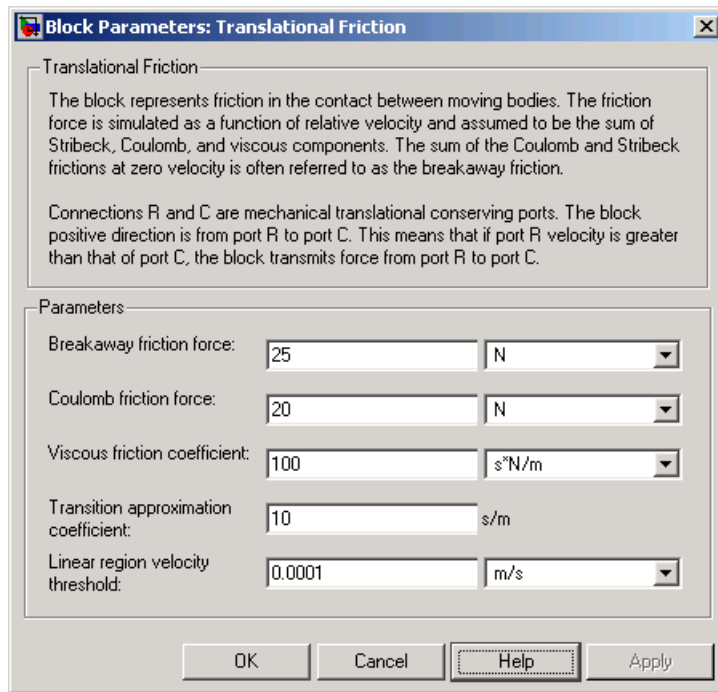 Block Parameters: Translational Friction
Translational Friction
The block represents friction in the contact between moving bodies. The friction
force is simulated as a function of relative velocity and assumed to be the sum of
Stribeck, Coulomb, and viscous components. The sum of the Coulomb and Stribeck
frictions at zero velocity is often referred to as the breakaway friction.
Connections R and C are mechanical translational conserving ports. The block
positive direction is from port R to port C. This means that if port R velocity is greater
than that of port C, the block transmits force from port R to port C.
Parameters
Breakaway friction force: 25 N
Coulomb friction force: 20 N
Viscous friction coefficient: 100 s*N/m
Transition approximation
coefficient: 10 s/m
Linear region velocity
threshold: 0.0001 m/s
OK Cancel Help Apply